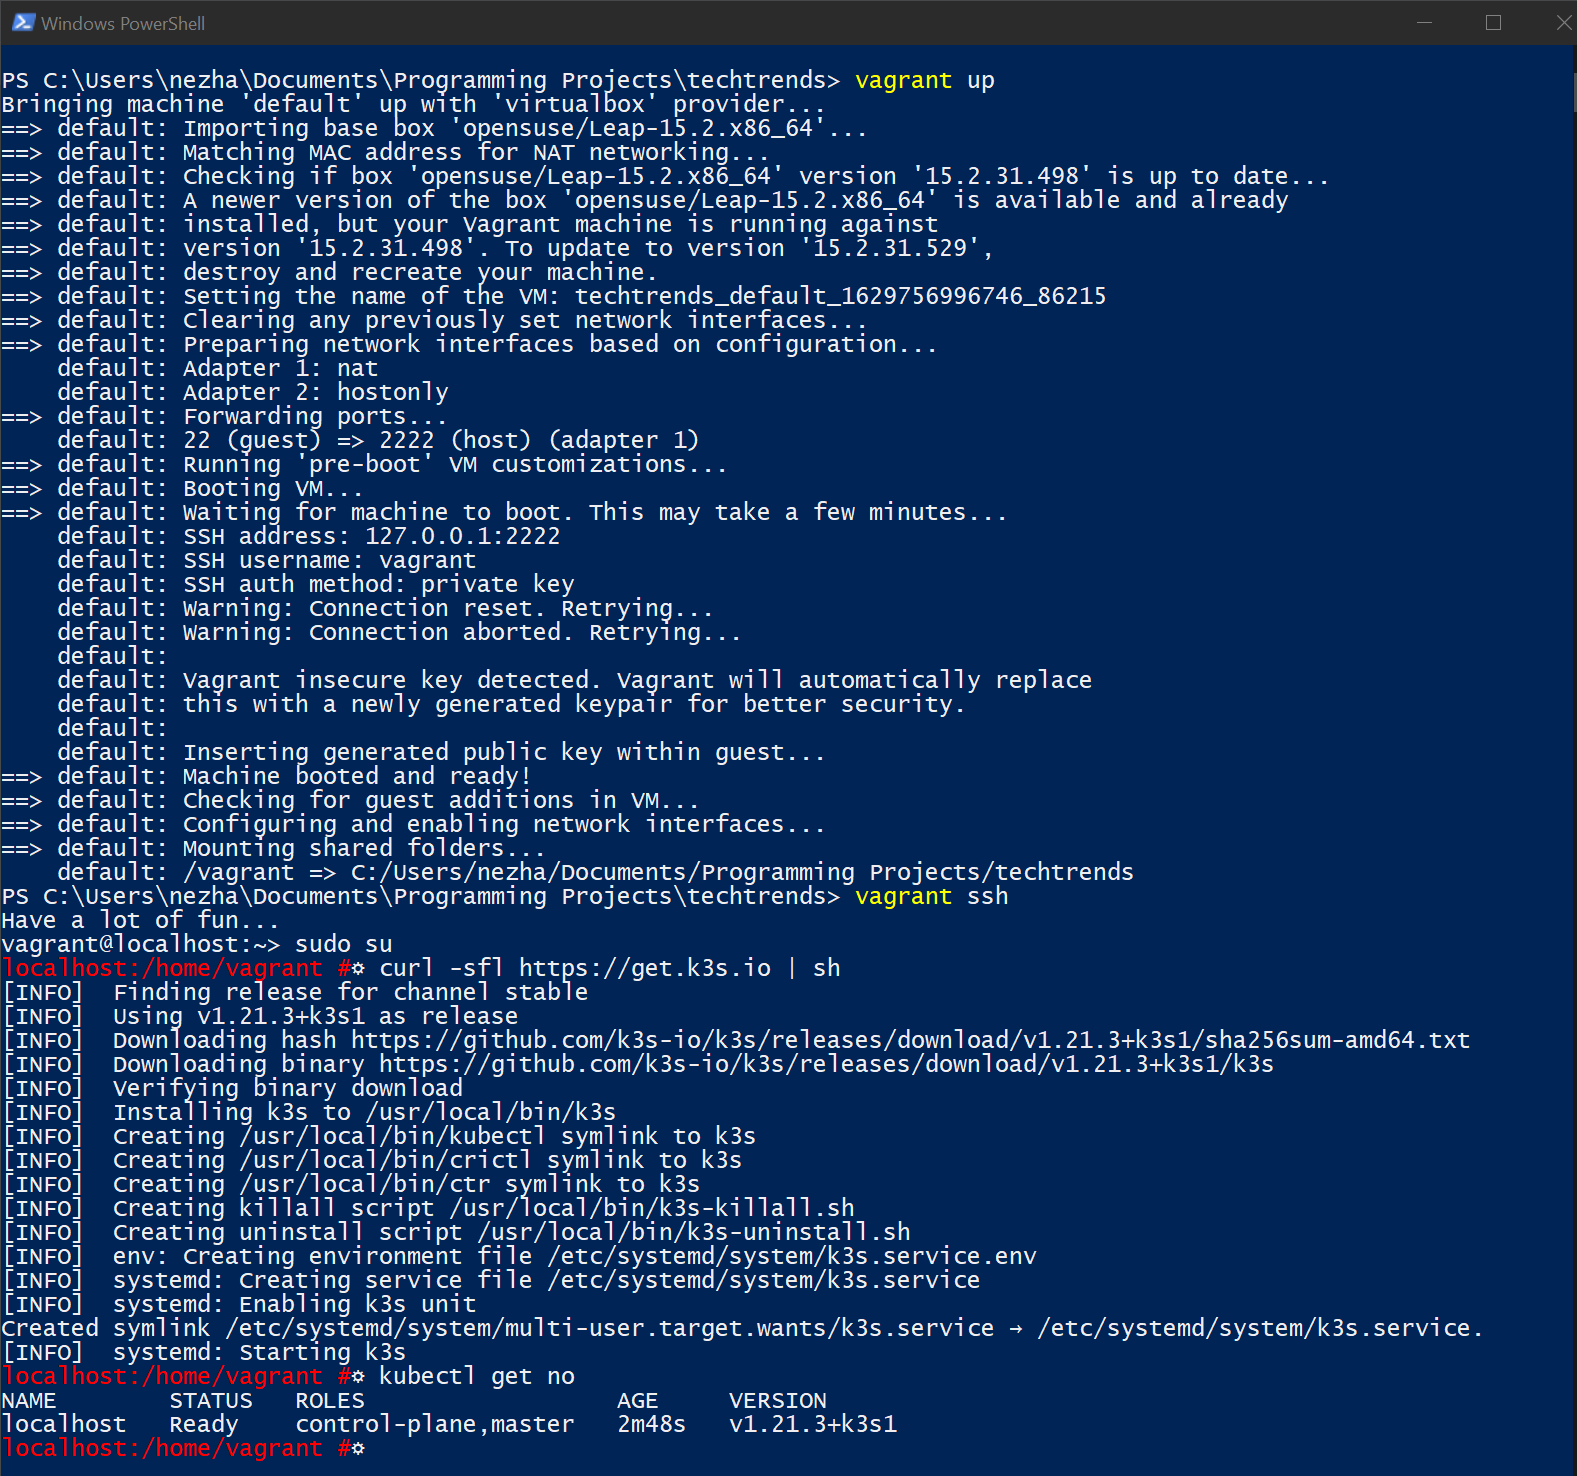 Windows PowerShell
PS C:\Users\nezha\Documents\Programming Projects\techtrends> vagrant up
Bringing machine 'default' up with 'virtualbox' provider...
==> default: Importing base box 'opensuse/Leap-15.2.x86_64'...
==> default: Matching MAC address for NAT networking...
==> default: Checking if box 'opensuse/Leap-15.2.x86_64' version '15.2.31.498' is up to date...
==> default: A newer version of the box 'opensuse/Leap-15.2.x86_64' is available and already
==> default: installed, but your Vagrant machine is running against
==> default: version '15.2.31.498'. To update to version '15.2.31.529',
==> default: destroy and recreate your machine.
==> default: Setting the name of the VM: techtrends_default_1629756996746_86215
==> default: Clearing any previously set network interfaces...
==> default: Preparing network interfaces based on configuration...
    default: Adapter 1: nat
    default: Adapter 2: hostonly
==> default: Forwarding ports...
    default: 22 (guest) => 2222 (host) (adapter 1)
==> default: Running 'pre-boot' VM customizations...
==> default: Booting VM...
==> default: Waiting for machine to boot. This may take a few minutes...
    default: SSH address: 127.0.0.1:2222
    default: SSH username: vagrant
    default: SSH auth method: private key
    default: Warning: Connection reset. Retrying...
    default: Warning: Connection aborted. Retrying...
    default:
    default: Vagrant insecure key detected. Vagrant will automatically replace
    default: this with a newly generated keypair for better security.
    default:
    default: Inserting generated public key within guest...
==> default: Machine booted and ready!
==> default: Checking for guest additions in VM...
==> default: Configuring and enabling network interfaces...
==> default: Mounting shared folders...
    default: /vagrant => C:/Users/nezha/Documents/Programming Projects/techtrends
PS C:\Users\nezha\Documents\Programming Projects\techtrends> vagrant ssh
Have a lot of fun...
vagrant@localhost:~> sudo su
localhost:/home/vagrant #☼ curl -sfl https://get.k3s.io | sh
[INFO]  Finding release for channel stable
[INFO]  Using v1.21.3+k3s1 as release
[INFO]  Downloading hash https://github.com/k3s-io/k3s/releases/download/v1.21.3+k3s1/sha256sum-amd64.txt
[INFO]  Downloading binary https://github.com/k3s-io/k3s/releases/download/v1.21.3+k3s1/k3s
[INFO]  Verifying binary download
[INFO]  Installing k3s to /usr/local/bin/k3s
[INFO]  Creating /usr/local/bin/kubectl symlink to k3s
[INFO]  Creating /usr/local/bin/crictl symlink to k3s
[INFO]  Creating /usr/local/bin/ctr symlink to k3s
[INFO]  Creating killall script /usr/local/bin/k3s-killall.sh
[INFO]  Creating uninstall script /usr/local/bin/k3s-uninstall.sh
[INFO]  env: Creating environment file /etc/systemd/system/k3s.service.env
[INFO]  systemd: Creating service file /etc/systemd/system/k3s.service
[INFO]  systemd: Enabling k3s unit
Created symlink /etc/systemd/system/multi-user.target.wants/k3s.service → /etc/systemd/system/k3s.service.
[INFO]  systemd: Starting k3s
localhost:/home/vagrant #☼ kubectl get no
NAME        STATUS   ROLES                  AGE     VERSION
localhost   Ready    control-plane,master   2m48s   v1.21.3+k3s1
localhost:/home/vagrant #☼